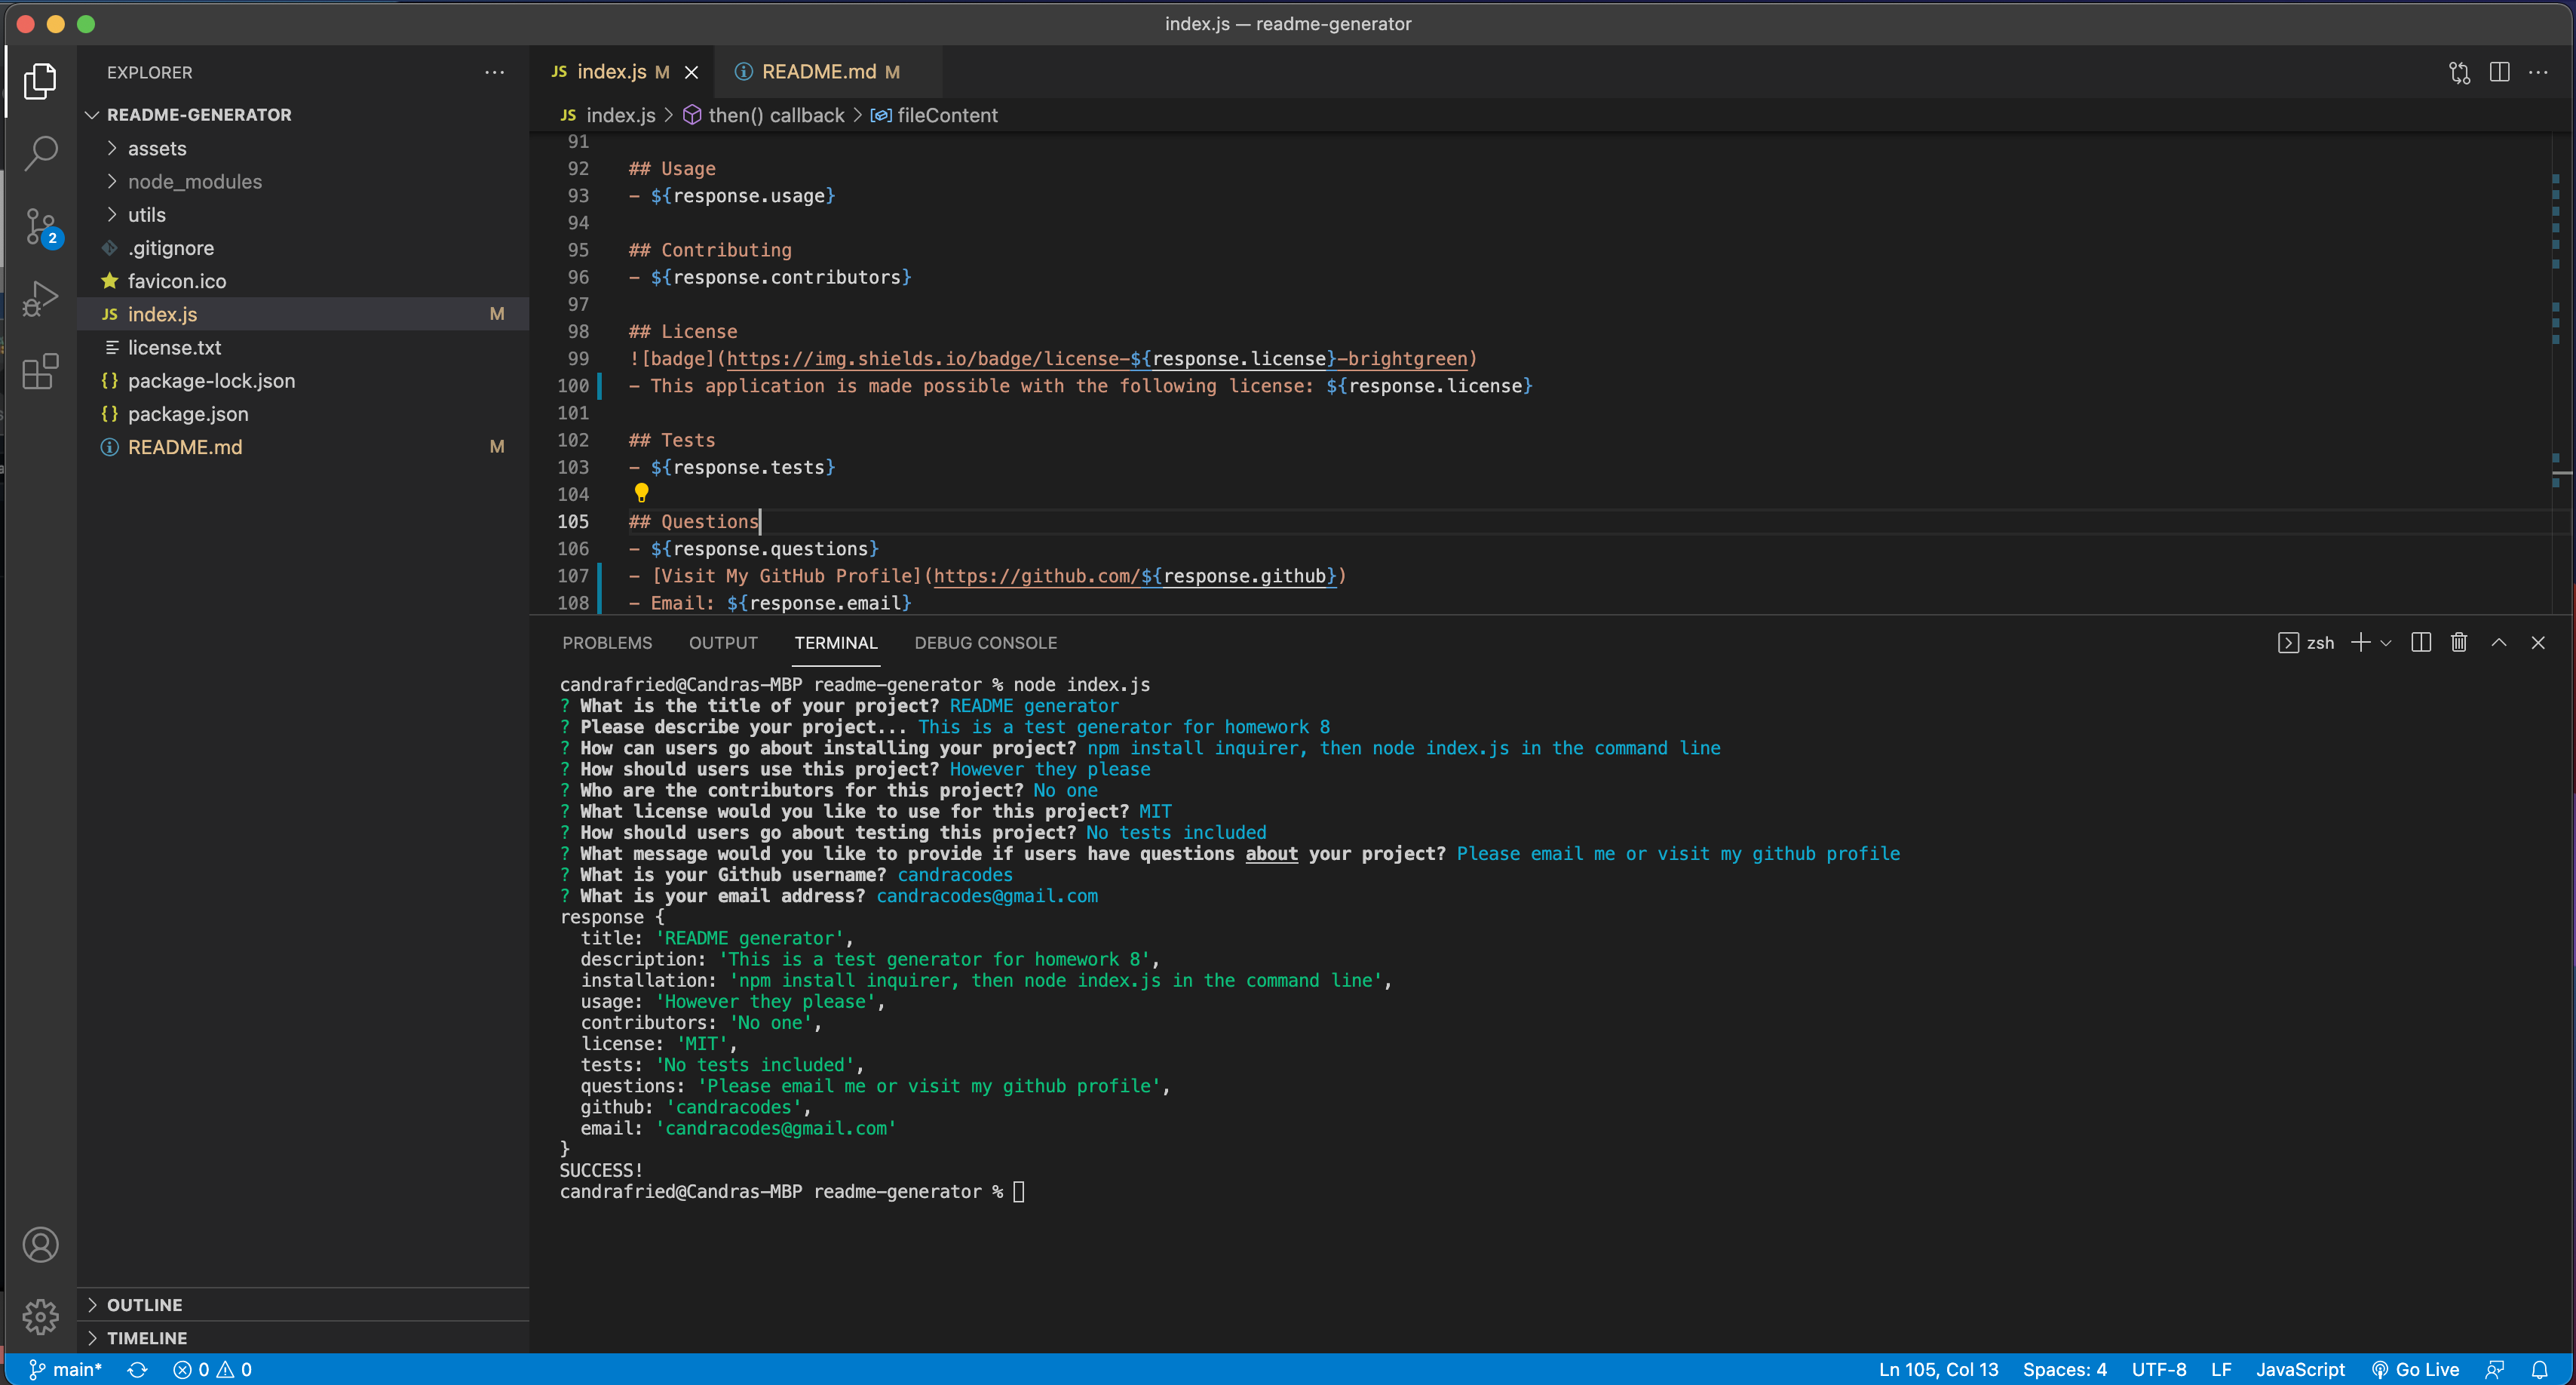 index.js — readme-generator
EXPLORER
README-GENERATOR
assets
node_modules
utils
.gitignore
favicon.ico
JS index.js M
license.txt
{} package-lock.json
{} package.json
README.md M
OUTLINE
TIMELINE
2
JS index.js M
README.md M
JS index.js > then() callback > fileContent
91
92 ## Usage
93 - ${response.usage}
94
95 ## Contributing
96 - ${response.contributors}
97
98 ## License
99 ![badge](https://img.shields.io/badge/license-${response.license}-brightgreen)
100 - This application is made possible with the following license: ${response.license}
101
102 ## Tests
103 - ${response.tests}
104
105 ## Questions
106 - ${response.questions}
107 - [Visit My GitHub Profile](https://github.com/${response.github})
108 - Email: ${response.email}
PROBLEMS OUTPUT TERMINAL DEBUG CONSOLE
zsh
candrafried@Candras-MBP readme-generator % node index.js
? What is the title of your project? README generator
? Please describe your project... This is a test generator for homework 8
? How can users go about installing your project? npm install inquirer, then node index.js in the command line
? How should users use this project? However they please
? Who are the contributors for this project? No one
? What license would you like to use for this project? MIT
? How should users go about testing this project? No tests included
? What message would you like to provide if users have questions about your project? Please email me or visit my github profile
? What is your Github username? candracodes
? What is your email address? candracodes@gmail.com
response {
title: 'README generator',
description: 'This is a test generator for homework 8',
installation: 'npm install inquirer, then node index.js in the command line',
usage: 'However they please',
contributors: 'No one',
license: 'MIT',
tests: 'No tests included',
questions: 'Please email me or visit my github profile',
github: 'candracodes',
email: 'candracodes@gmail.com'
}
SUCCESS!
candrafried@Candras-MBP readme-generator %
main* 0 0
Ln 105, Col 13 Spaces: 4 UTF-8 LF JavaScript Go Live